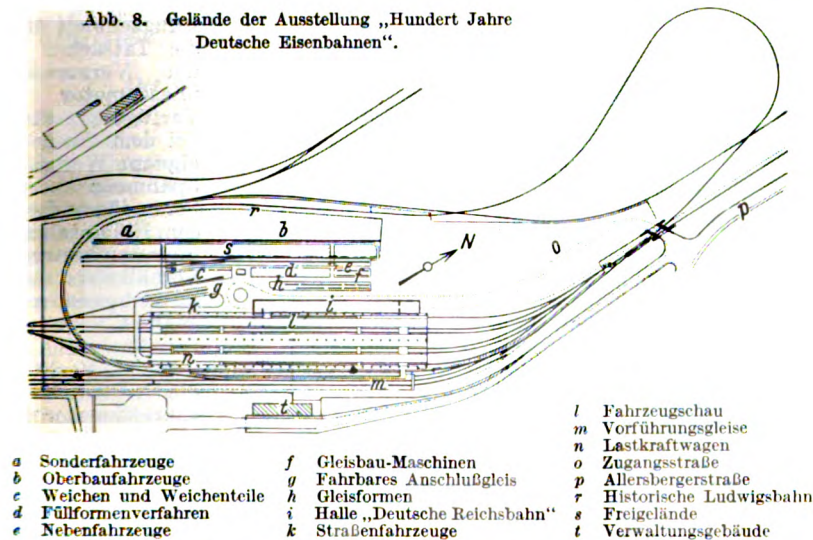 Abb. 8. Gelände der Ausstellung „Hundert Jahre
Deutsche Eisenbahnen“.
r
a
b
s
N
o
p
c
d
e
f
g
h
k
i
l
n
m
t
a Sonderfahrzeuge
b Oberbaufahrzeuge
c Weichen und Weichenteile
d Füllformenverfahren
e Nebenfahrzeuge
f Gleisbau-Maschinen
g Fahrbares Anschlußgleis
h Gleisformen
i Halle „Deutsche Reichsbahn“
k Straßenfahrzeuge
l Fahrzeugschau
m Vorführungsgleise
n Lastkraftwagen
o Zugangsstraße
p Allersbergerstraße
r Historische Ludwigsbahn
s Freigelände
t Verwaltungsgebäude